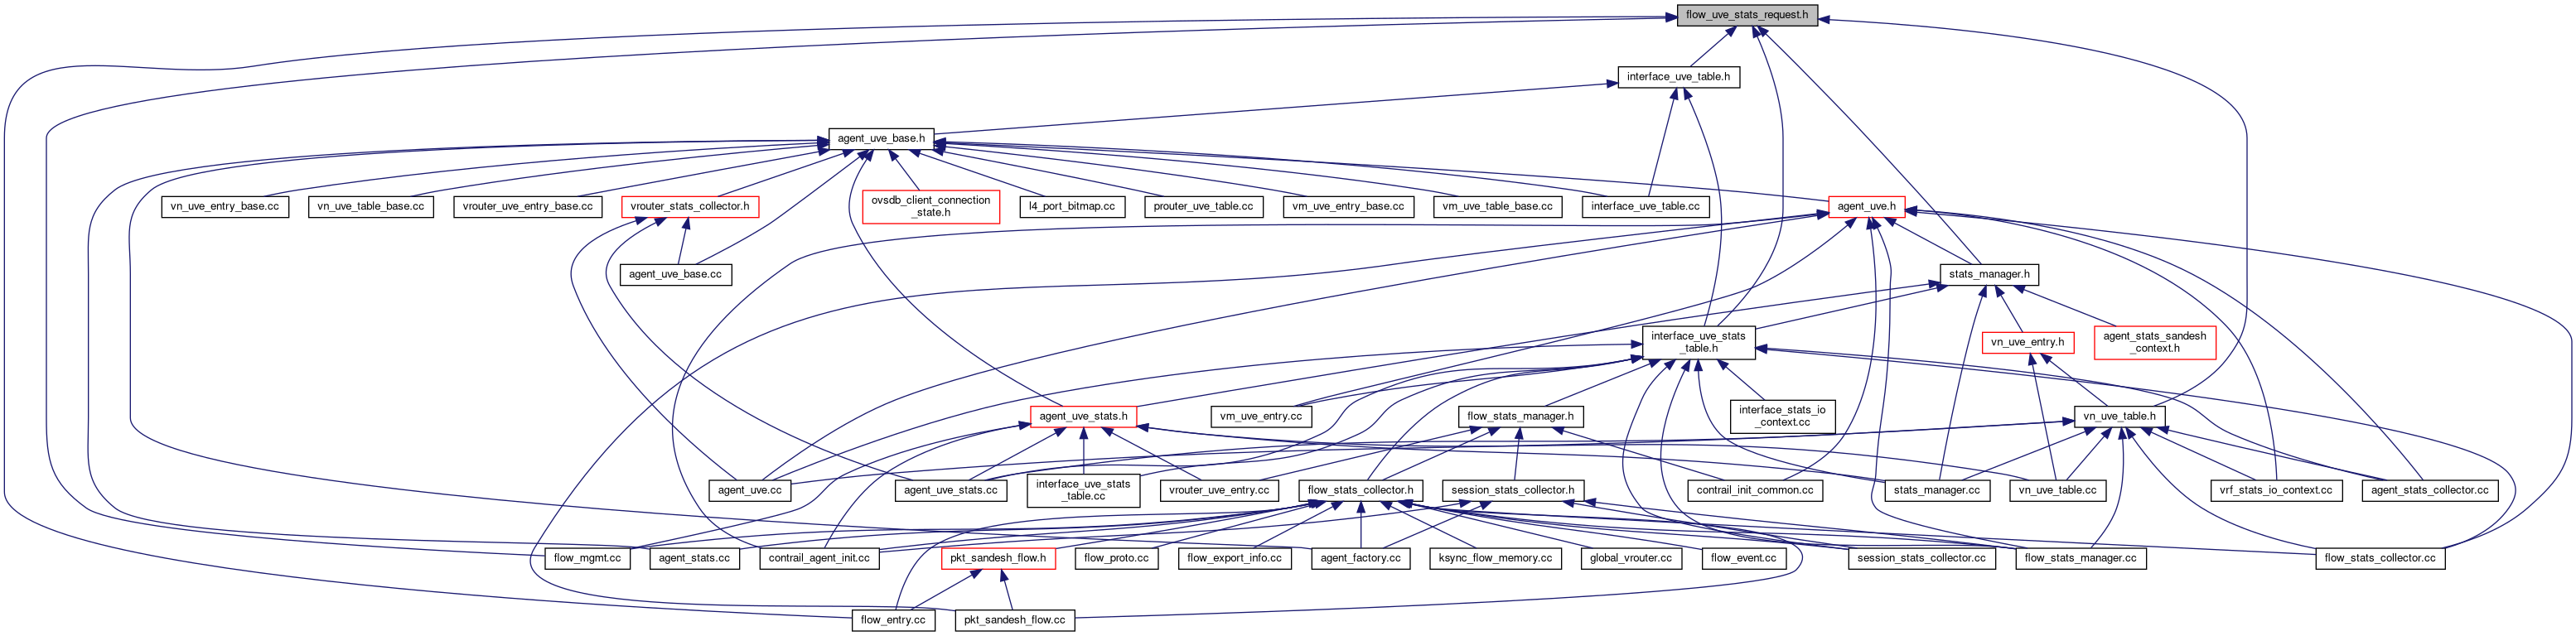 flow_uve_stats_request.h
interface_uve_table.h
agent_uve_base.h
vn_uve_entry_base.cc
vn_uve_table_base.cc
vrouter_uve_entry_base.cc
vrouter_stats_collector.h
ovsdb_client_connection
_state.h
l4_port_bitmap.cc
prouter_uve_table.cc
vm_uve_entry_base.cc
vm_uve_table_base.cc
interface_uve_table.cc
agent_uve.h
agent_uve_base.cc
stats_manager.h
interface_uve_stats
_table.h
vn_uve_entry.h
agent_stats_sandesh
_context.h
agent_uve_stats.h
vm_uve_entry.cc
flow_stats_manager.h
interface_stats_io
_context.cc
vn_uve_table.h
agent_uve.cc
agent_uve_stats.cc
interface_uve_stats
_table.cc
vrouter_uve_entry.cc
flow_stats_collector.h
session_stats_collector.h
contrail_init_common.cc
stats_manager.cc
vn_uve_table.cc
vrf_stats_io_context.cc
agent_stats_collector.cc
flow_mgmt.cc
agent_stats.cc
contrail_agent_init.cc
pkt_sandesh_flow.h
flow_proto.cc
flow_export_info.cc
agent_factory.cc
ksync_flow_memory.cc
global_vrouter.cc
flow_event.cc
session_stats_collector.cc
flow_stats_manager.cc
flow_stats_collector.cc
flow_entry.cc
pkt_sandesh_flow.cc